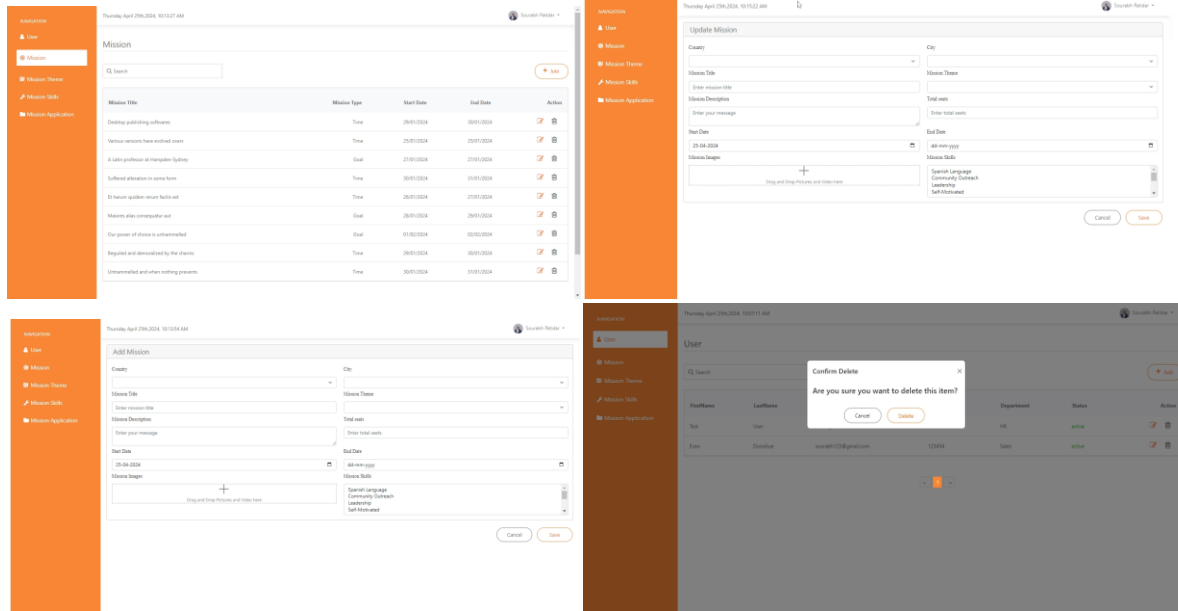 NAVIGATION
User
Mission
Mission Theme
Mission Skills
Mission Application
Thursday April 25th,2024, 10:13:27 AM
Sourabh Patidar
Mission
Search
+ Add
Mission Title Mission Type Start Date End Date Action
Desktop publishing softwares Time 29/01/2024 30/01/2024
Various versions have evolved overs Time 25/01/2024 25/01/2024
A Latin professor at Hampden-Sydney Goal 27/01/2024 27/01/2024
Suffered alteration in some form Time 30/01/2024 31/01/2024
Et harum quidem rerum facilis est Time 26/01/2024 27/01/2024
Maiores alias consequatur aut Goal 28/01/2024 29/01/2024
Our power of choice is untrammelled Goal 01/02/2024 02/02/2024
Beguiled and demoralized by the charms Time 29/01/2024 30/01/2024
Untrammelled and when nothing prevents Time 30/01/2024 31/01/2024
NAVIGATION
User
Mission
Mission Theme
Mission Skills
Mission Application
Thursday April 25th,2024, 10:15:22 AM
Sourabh Patidar
Update Mission
Country City
Mission Title Mission Theme
Enter mission title
Mission Description Total seats
Enter your message Enter total seats
Start Date End Date
25-04-2024 dd-mm-yyyy
Mission Images Mission Skills
Drag and Drop Pictures and Video here
Spanish Language
Community Outreach
Leadership
Self-Motivated
Cancel Save
NAVIGATION
User
Mission
Mission Theme
Mission Skills
Mission Application
Thursday April 25th,2024, 10:13:54 AM
Sourabh Patidar
Add Mission
Country City
Mission Title Mission Theme
Enter mission title
Mission Description Total seats
Enter your message Enter total seats
Start Date End Date
25-04-2024 dd-mm-yyyy
Mission Images Mission Skills
Drag and Drop Pictures and Video here
Spanish Language
Community Outreach
Leadership
Self-Motivated
Cancel Save
NAVIGATION
User
Mission
Mission Theme
Mission Skills
Mission Application
Thursday April 25th,2024, 10:07:11 AM
Sourabh Patidar
User
Search
+ Add
Confirm Delete ×
Are you sure you want to delete this item?
Cancel Delete
FirstName LastName Department Status Action
Test User HR active
Evan Donohue sourabh123@gmail.com 123434 Sales active
« 1 »